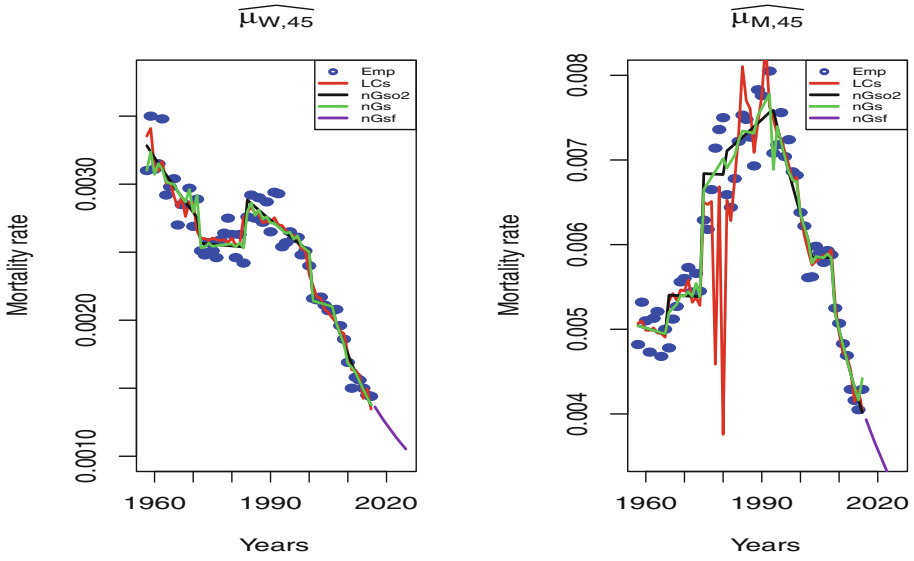 μ̂W,45
Emp
LCs
nGso2
nGs
nGsf
Mortality rate
0.0010
0.0020
0.0030
1960
1990
2020
Years
μ̂M,45
Emp
LCs
nGso2
nGs
nGsf
Mortality rate
0.004
0.005
0.006
0.007
0.008
1960
1990
2020
Years